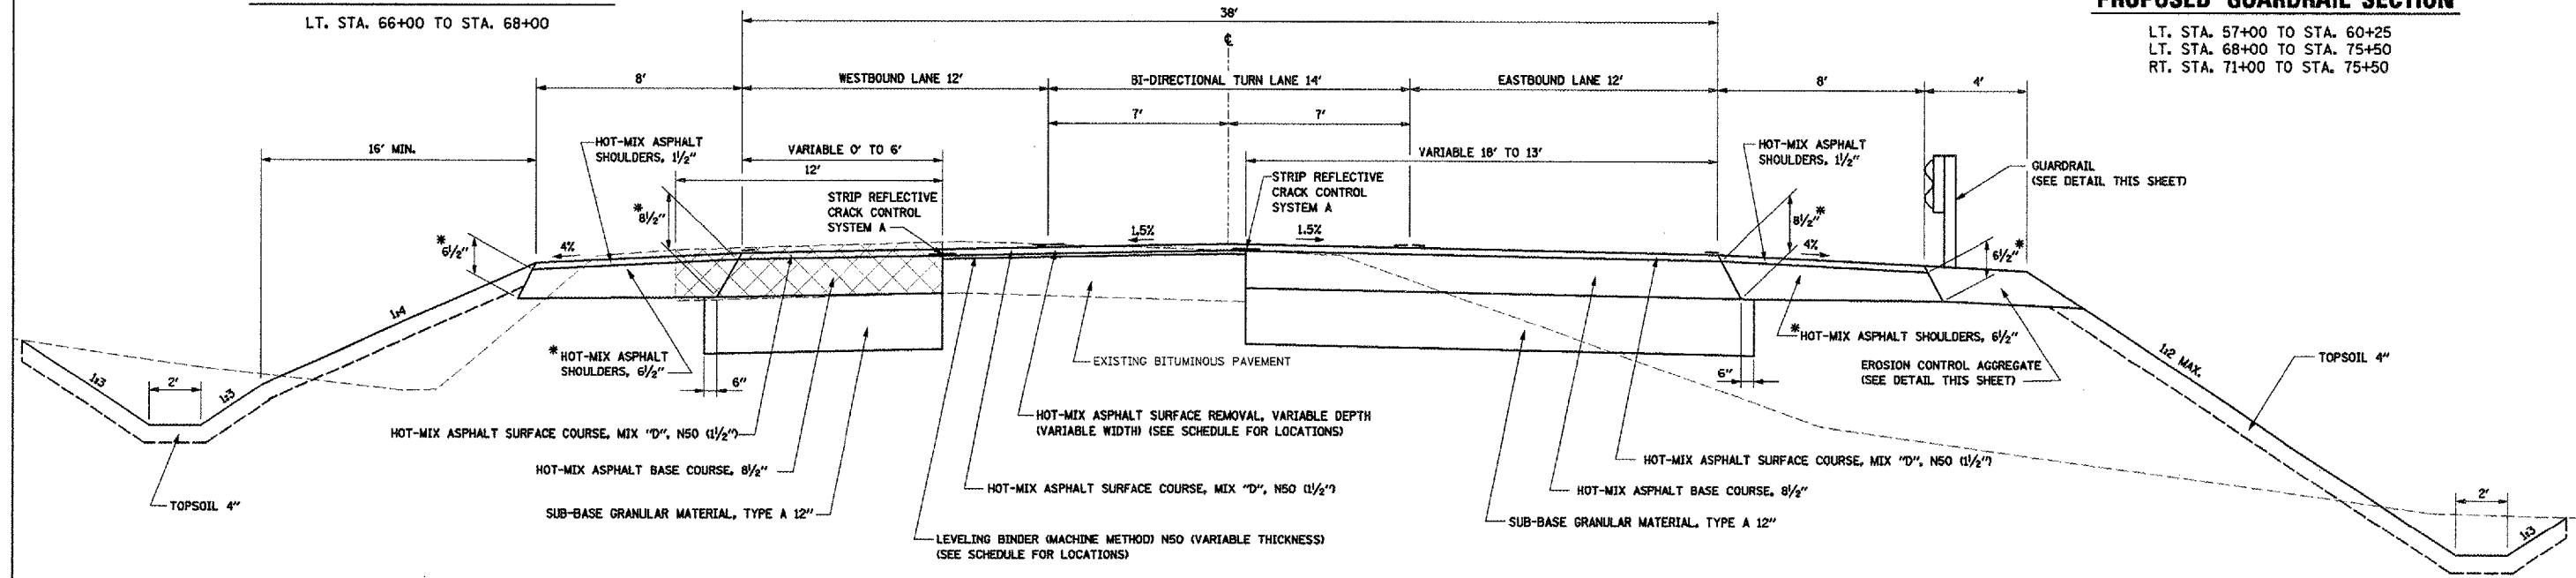 LT. STA. 66+00 TO STA. 68+00
PROPOSED GUARDRAIL SECTION
LT. STA. 57+00 TO STA. 60+25
LT. STA. 68+00 TO STA. 75+50
RT. STA. 71+00 TO STA. 75+50
38'
℄
8'
WESTBOUND LANE 12'
BI-DIRECTIONAL TURN LANE 14'
EASTBOUND LANE 12'
8'
4'
7'
7'
16' MIN.
HOT-MIX ASPHALT
SHOULDERS, 1½"
VARIABLE 0' TO 6'
12'
VARIABLE 18' TO 13'
HOT-MIX ASPHALT
SHOULDERS, 1½"
GUARDRAIL
(SEE DETAIL THIS SHEET)
STRIP REFLECTIVE
CRACK CONTROL
SYSTEM A
STRIP REFLECTIVE
CRACK CONTROL
SYSTEM A
*
8½"
8½"*
*
6½"
4%
1.5%
1.5%
4%
6½"*
1:4
*HOT-MIX ASPHALT
SHOULDERS, 6½"
EXISTING BITUMINOUS PAVEMENT
*HOT-MIX ASPHALT SHOULDERS, 6½"
EROSION CONTROL AGGREGATE
(SEE DETAIL THIS SHEET)
1:2 MAX.
TOPSOIL 4"
1:3
2'
1:3
6"
6"
HOT-MIX ASPHALT SURFACE REMOVAL, VARIABLE DEPTH
(VARIABLE WIDTH) (SEE SCHEDULE FOR LOCATIONS)
HOT-MIX ASPHALT SURFACE COURSE, MIX "D", N50 (1½")
HOT-MIX ASPHALT SURFACE COURSE, MIX "D", N50 (1½")
HOT-MIX ASPHALT BASE COURSE, 8½"
HOT-MIX ASPHALT SURFACE COURSE, MIX "D", N50 (1½")
HOT-MIX ASPHALT BASE COURSE, 8½"
2'
1:3
TOPSOIL 4"
SUB-BASE GRANULAR MATERIAL, TYPE A 12"
SUB-BASE GRANULAR MATERIAL, TYPE A 12"
LEVELING BINDER (MACHINE METHOD) N50 (VARIABLE THICKNESS)
(SEE SCHEDULE FOR LOCATIONS)